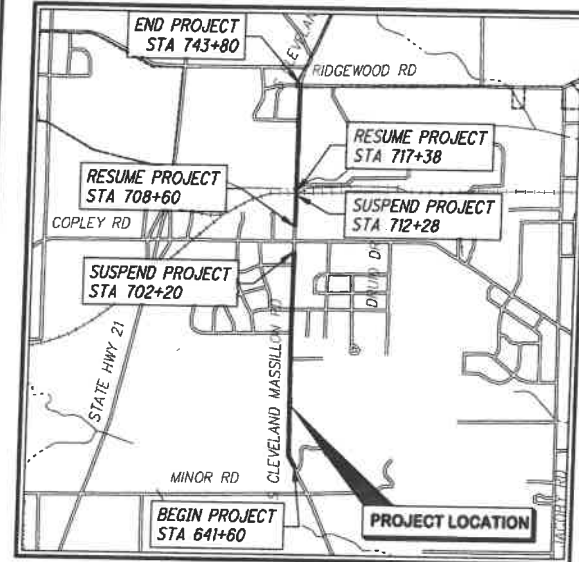 END PROJECT
STA 743+80
RIDGEWOOD RD
RESUME PROJECT
STA 717+38
RESUME PROJECT
STA 708+60
SUSPEND PROJECT
STA 712+28
COPLEY RD
SUSPEND PROJECT
STA 702+20
DRUID DR
STATE HWY 21
S CLEVELAND MASSILLON RD
MINOR RD
BEGIN PROJECT
STA 641+60
PROJECT LOCATION